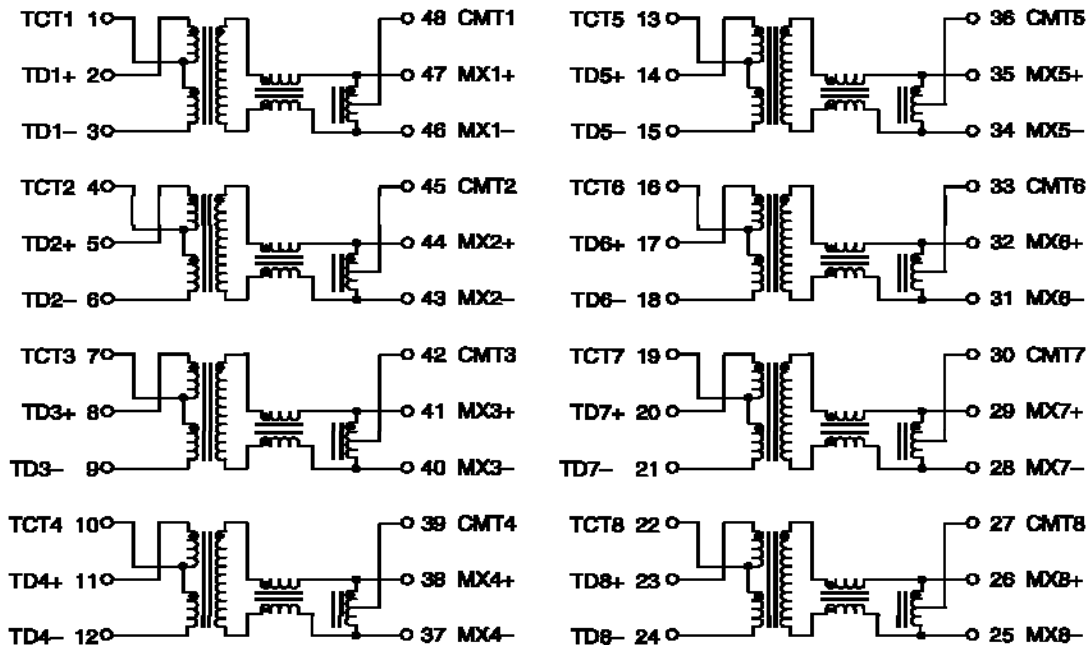 TCT1 1 48 CMT1 TCT5 13 36 CMT5
TD1+ 2 47 MX1+ TD5+ 14 35 MX5+
TD1– 3 46 MX1– TD5– 15 34 MX5–
TCT2 4 45 CMT2 TCT6 16 33 CMT6
TD2+ 5 44 MX2+ TD6+ 17 32 MX6+
TD2– 6 43 MX2– TD6– 18 31 MX6–
TCT3 7 42 CMT3 TCT7 19 30 CMT7
TD3+ 8 41 MX3+ TD7+ 20 29 MX7+
TD3– 9 40 MX3– TD7– 21 28 MX7–
TCT4 10 39 CMT4 TCT8 22 27 CMT8
TD4+ 11 38 MX4+ TD8+ 23 26 MX8+
TD4– 12 37 MX4– TD8– 24 25 MX8–